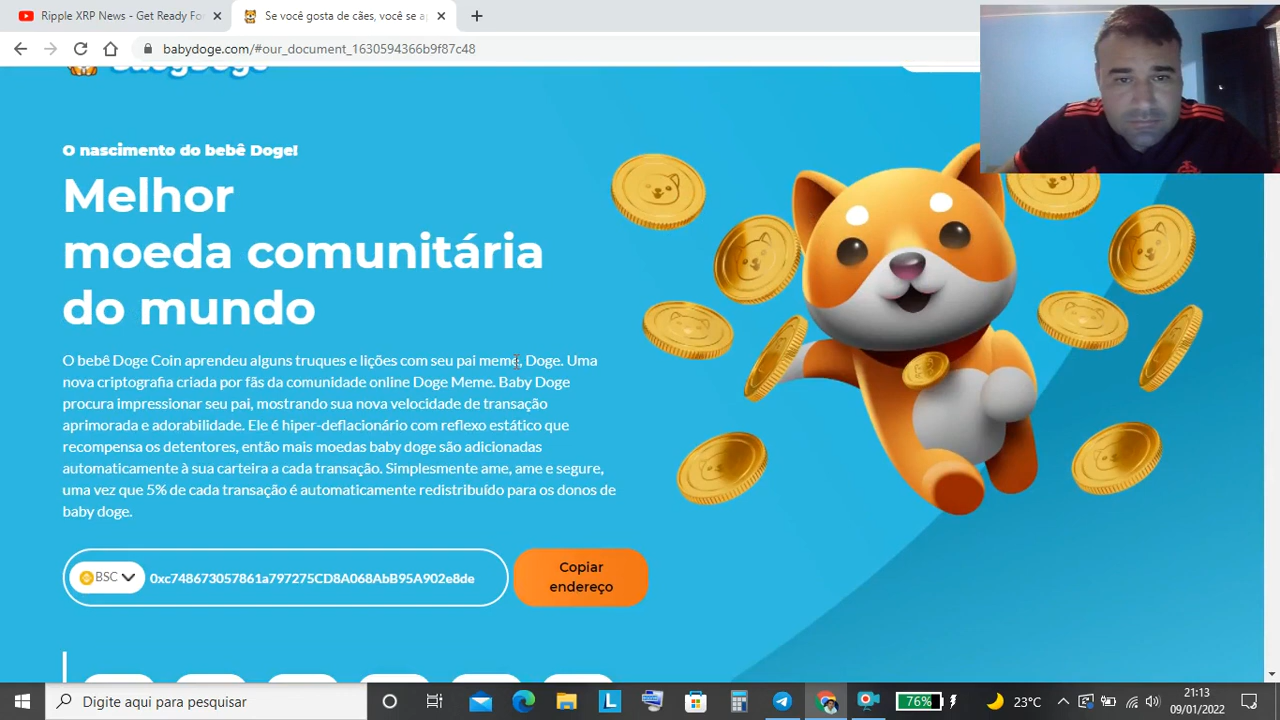 Ripple XRP News - Get Ready For
Se você gosta de cães, você se a
babydoge.com/#our_document_1630594366b9f87c48
BabyDoge
O nascimento do bebê Doge!
Melhor
moeda comunitária
do mundo
O bebê Doge Coin aprendeu alguns truques e lições com seu pai meme, Doge. Uma
nova criptografia criada por fãs da comunidade online Doge Meme. Baby Doge
procura impressionar seu pai, mostrando sua nova velocidade de transação
aprimorada e adorabilidade. Ele é hiper-deflacionário com reflexo estático que
recompensa os detentores, então mais moedas baby doge são adicionadas
automaticamente à sua carteira a cada transação. Simplesmente ame, ame e segure,
uma vez que 5% de cada transação é automaticamente redistribuído para os donos de
baby doge.
BSC 0xc748673057861a797275CD8A068AbB95A902e8de
Copiar
endereço
Digite aqui para pesquisar
L
76%
23°C
21:13
09/01/2022